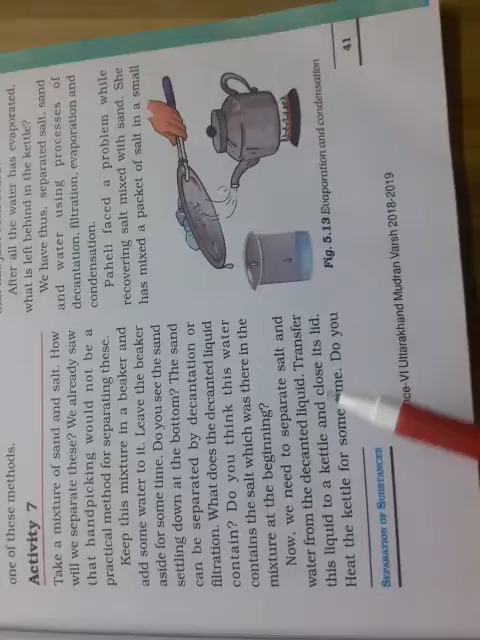 one of these methods.
Activity 7
Take a mixture of sand and salt. How
will we separate these? We already saw
that handpicking would not be a
practical method for separating these.
Keep this mixture in a beaker and
add some water to it. Leave the beaker
aside for some time. Do you see the sand
settling down at the bottom? The sand
can be separated by decantation or
filtration. What does the decanted liquid
contain? Do you think this water
contains the salt which was there in the
mixture at the beginning?
Now, we need to separate salt and
water from the decanted liquid. Transfer
this liquid to a kettle and close its lid.
Heat the kettle for some time. Do you
After all the water has evaporated,
what is left behind in the kettle?
We have thus, separated salt, sand
and water using processes of
decantation, filtration, evaporation and
condensation.
Paheli faced a problem while
recovering salt mixed with sand. She
has mixed a packet of salt in a small
Fig. 5.13 Evaporation and condensation
SEPARATION OF SUBSTANCES
41
nce-VI Uttarakhand Mudran Varsh 2018-2019